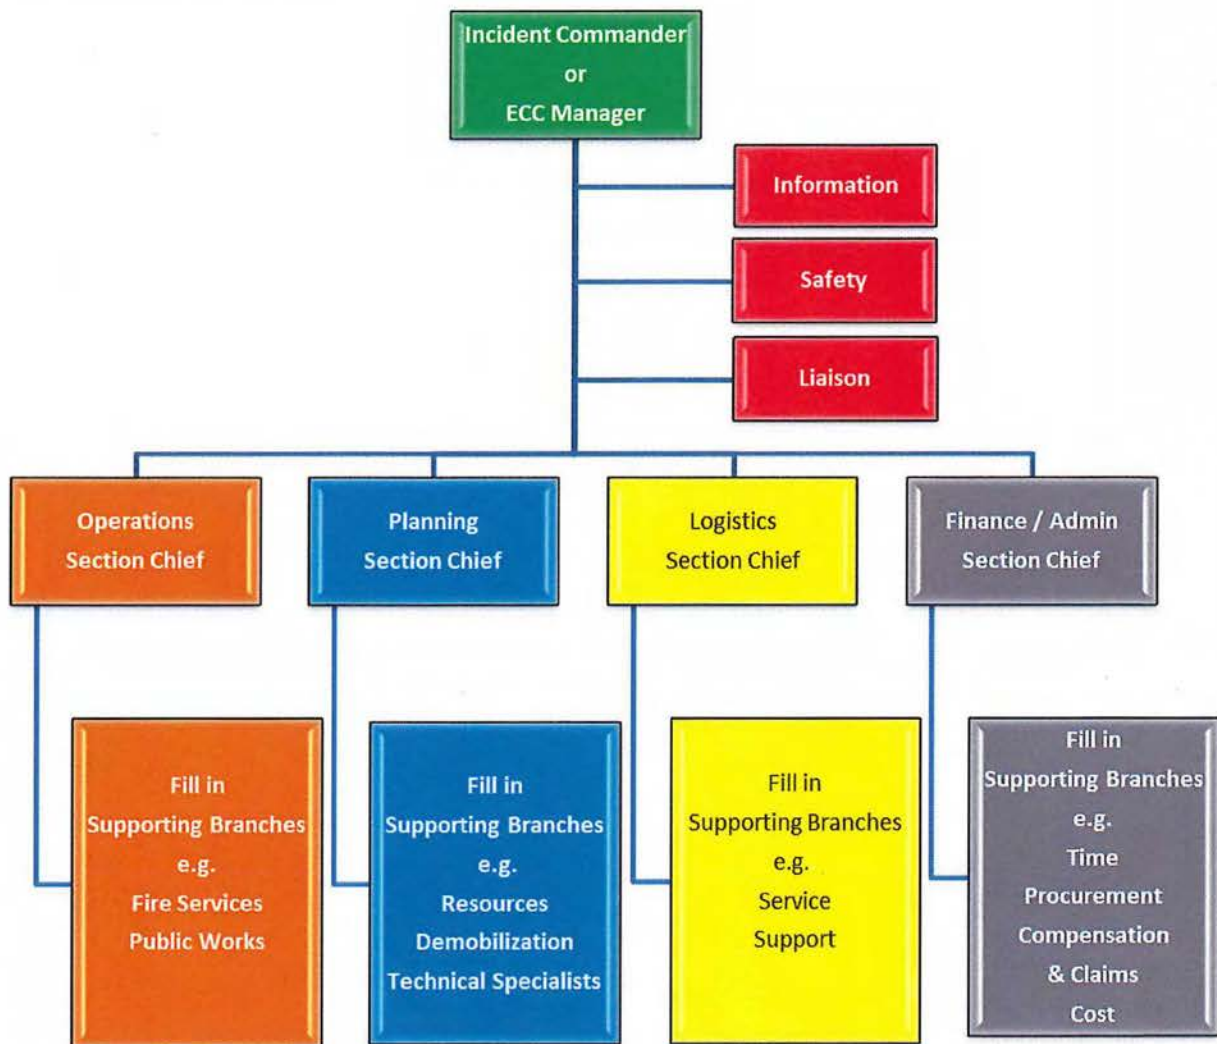 Incident Commander
or
ECC Manager
Information
Safety
Liaison
Operations
Section Chief
Planning
Section Chief
Logistics
Section Chief
Finance / Admin
Section Chief
Fill in
Supporting Branches
e.g.
Fire Services
Public Works
Fill in
Supporting Branches
e.g.
Resources
Demobilization
Technical Specialists
Fill in
Supporting Branches
e.g.
Service
Support
Fill in
Supporting Branches
e.g.
Time
Procurement
Compensation
& Claims
Cost